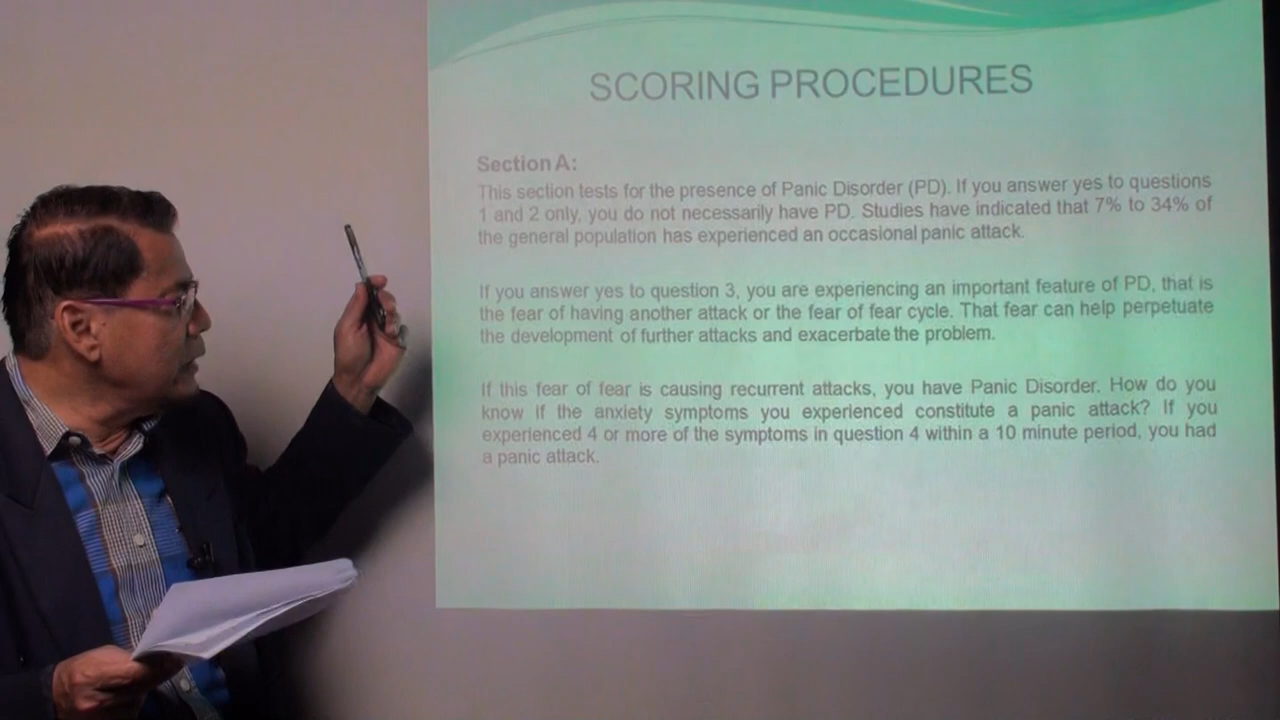 SCORING PROCEDURES
Section A:
This section tests for the presence of Panic Disorder (PD). If you answer yes to questions
1 and 2 only, you do not necessarily have PD. Studies have indicated that 7% to 34% of
the general population has experienced an occasional panic attack.
If you answer yes to question 3, you are experiencing an important feature of PD, that is
the fear of having another attack or the fear of fear cycle. That fear can help perpetuate
the development of further attacks and exacerbate the problem.
If this fear of fear is causing recurrent attacks, you have Panic Disorder. How do you
know if the anxiety symptoms you experienced constitute a panic attack? If you
experienced 4 or more of the symptoms in question 4 within a 10 minute period, you had
a panic attack.